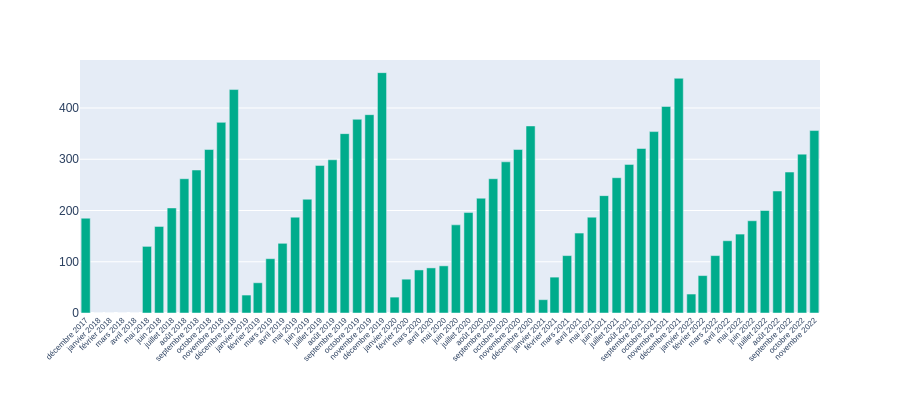 400
300
200
100
0
décembre 2017
janvier 2018
février 2018
mars 2018
avril 2018
mai 2018
juin 2018
juillet 2018
août 2018
septembre 2018
octobre 2018
novembre 2018
décembre 2018
janvier 2019
février 2019
mars 2019
avril 2019
mai 2019
juin 2019
juillet 2019
août 2019
septembre 2019
octobre 2019
novembre 2019
décembre 2019
janvier 2020
février 2020
mars 2020
avril 2020
mai 2020
juin 2020
juillet 2020
août 2020
septembre 2020
octobre 2020
novembre 2020
décembre 2020
janvier 2021
février 2021
mars 2021
avril 2021
mai 2021
juin 2021
juillet 2021
août 2021
septembre 2021
octobre 2021
novembre 2021
décembre 2021
janvier 2022
février 2022
mars 2022
avril 2022
mai 2022
juin 2022
juillet 2022
août 2022
septembre 2022
octobre 2022
novembre 2022